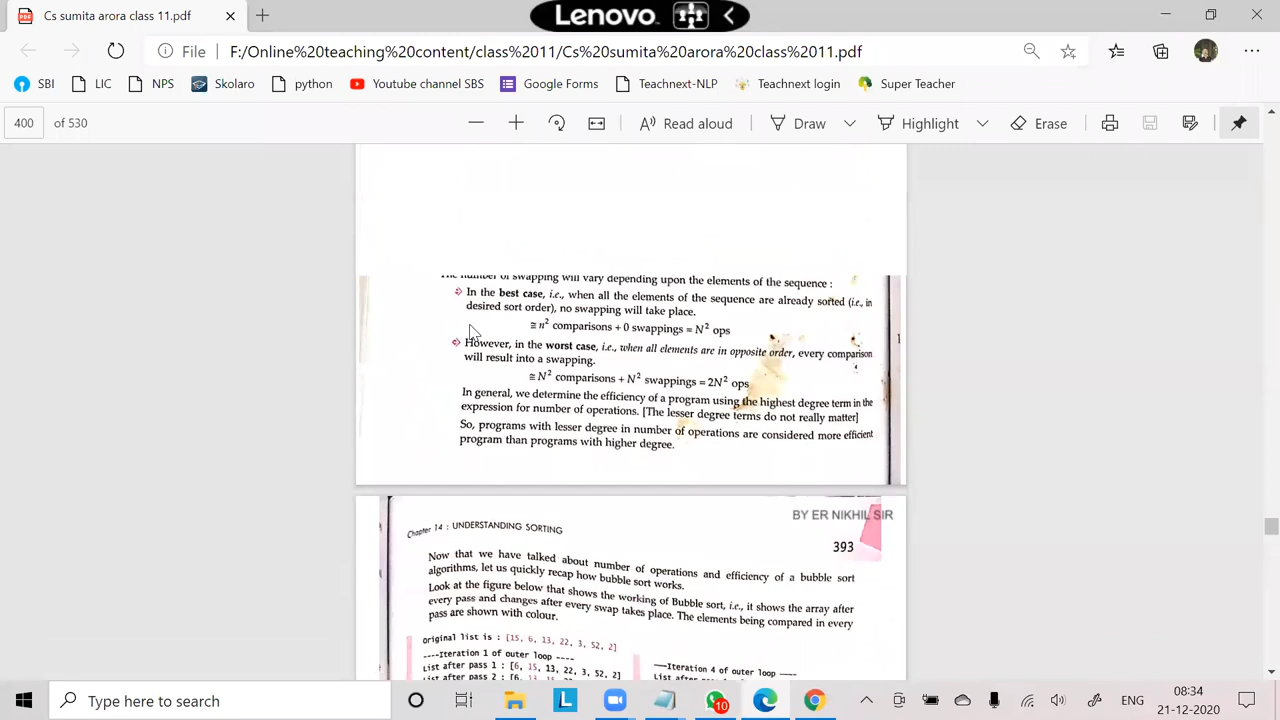 Cs sumita arora class 11.pdf
Lenovo
File
F:/Online%20teaching%20content/class%2011/Cs%20sumita%20arora%20class%2011.pdf
SBI LIC NPS Skolaro python Youtube channel SBS Google Forms Teachnext-NLP Teachnext login Super Teacher
400 of 530 Read aloud Draw Highlight Erase
The number of swapping will vary depending upon the elements of the sequence :
In the best case, i.e., when all the elements of the sequence are already sorted (i.e., in
desired sort order), no swapping will take place.
≅ n² comparisons + 0 swappings = N² ops
However, in the worst case, i.e., when all elements are in opposite order, every comparison
will result into a swapping.
≅ N² comparisons + N² swappings = 2N² ops
In general, we determine the efficiency of a program using the highest degree term in the
expression for number of operations. [The lesser degree terms do not really matter]
So, programs with lesser degree in number of operations are considered more efficient
program than programs with higher degree.
BY ER NIKHIL SIR
Chapter 14 : UNDERSTANDING SORTING
393
Now that we have talked about number of operations and efficiency of a bubble sort
algorithms, let us quickly recap how bubble sort works.
Look at the figure below that shows the working of Bubble sort, i.e., it shows the array after
every pass and changes after every swap takes place. The elements being compared in every
pass are shown with colour.
Original list is : [15, 6, 13, 22, 3, 52, 2]
----Iteration 1 of outer loop ----
List after pass 1 : [6, 15, 13, 22, 3, 52, 2]
List after pass 2 : [6, 13, 15,
----Iteration 4 of outer loop ----
List after
Type here to search
10
ENG
08:34
21-12-2020